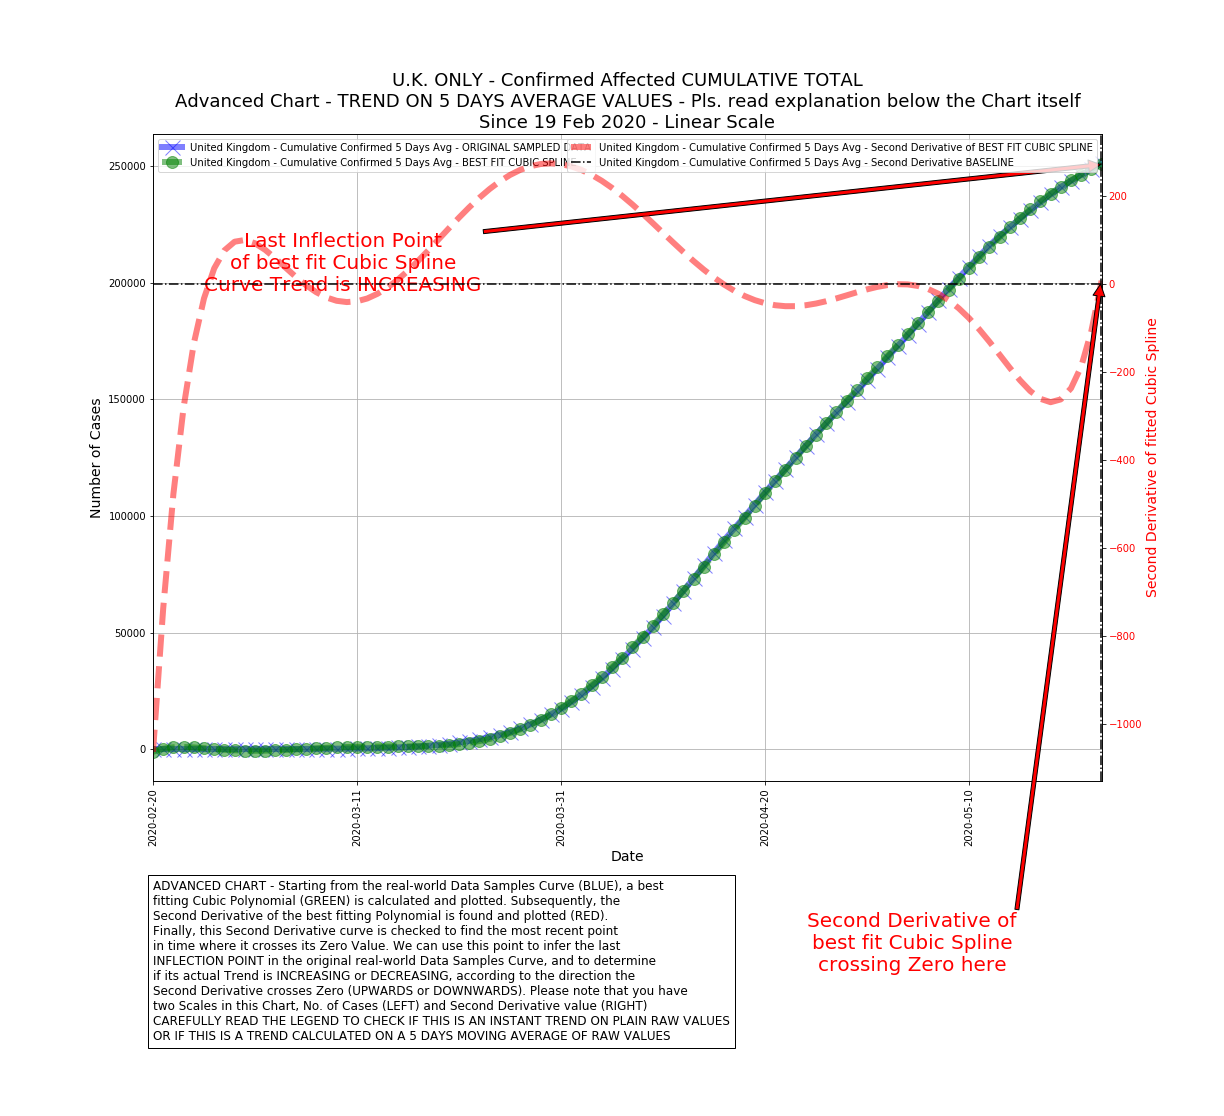 U.K. ONLY - Confirmed Affected CUMULATIVE TOTAL
Advanced Chart - TREND ON 5 DAYS AVERAGE VALUES - Pls. read explanation below the Chart itself
Since 19 Feb 2020 - Linear Scale
United Kingdom - Cumulative Confirmed 5 Days Avg - ORIGINAL SAMPLED DATA
United Kingdom - Cumulative Confirmed 5 Days Avg - BEST FIT CUBIC SPLINE
United Kingdom - Cumulative Confirmed 5 Days Avg - Second Derivative of BEST FIT CUBIC SPLINE
United Kingdom - Cumulative Confirmed 5 Days Avg - Second Derivative BASELINE
Last Inflection Point
of best fit Cubic Spline
Curve Trend is INCREASING
Number of Cases
250000
200000
150000
100000
50000
0
200
0
−200
−400
−600
−800
−1000
Second Derivative of fitted Cubic Spline
2020-02-20
2020-03-11
2020-03-31
2020-04-20
2020-05-10
Date
Second Derivative of
best fit Cubic Spline
crossing Zero here
ADVANCED CHART - Starting from the real-world Data Samples Curve (BLUE), a best
fitting Cubic Polynomial (GREEN) is calculated and plotted. Subsequently, the
Second Derivative of the best fitting Polynomial is found and plotted (RED).
Finally, this Second Derivative curve is checked to find the most recent point
in time where it crosses its Zero Value. We can use this point to infer the last
INFLECTION POINT in the original real-world Data Samples Curve, and to determine
if its actual Trend is INCREASING or DECREASING, according to the direction the
Second Derivative crosses Zero (UPWARDS or DOWNWARDS). Please note that you have
two Scales in this Chart, No. of Cases (LEFT) and Second Derivative value (RIGHT)
CAREFULLY READ THE LEGEND TO CHECK IF THIS IS AN INSTANT TREND ON PLAIN RAW VALUES
OR IF THIS IS A TREND CALCULATED ON A 5 DAYS MOVING AVERAGE OF RAW VALUES